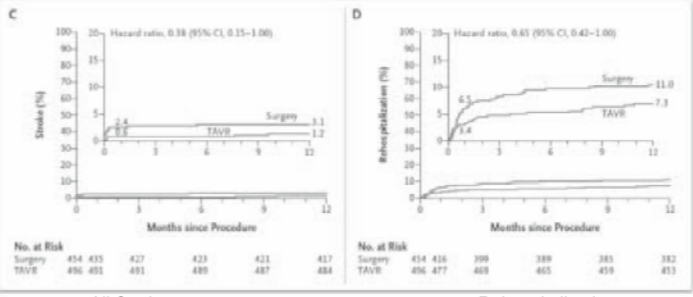 C
Hazard ratio, 0.38 (95% CI, 0.15–1.00)
Stroke (%)
100
90
80
70
60
50
40
30
20
10
0
20
15
10
5
0
2.4
0.6
Surgery
3.1
TAVR
1.2
0 3 6 9 12
0 3 6 9 12
Months since Procedure
No. at Risk
Surgery 454 435 427 423 421 417
TAVR 496 491 491 489 487 484
D
Hazard ratio, 0.65 (95% CI, 0.42–1.00)
Rehospitalization (%)
100
90
80
70
60
50
40
30
20
10
0
20
15
10
5
0
6.5
3.4
Surgery
11.0
TAVR
7.3
0 3 6 9 12
0 3 6 9 12
Months since Procedure
No. at Risk
Surgery 454 416 399 389 385 382
TAVR 496 477 469 465 459 453